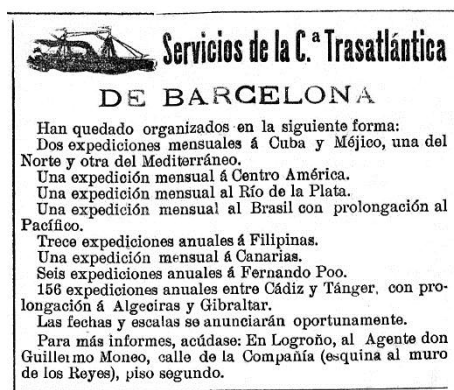 Servicios de la C.ª Trasatlántica
DE BARCELONA
Han quedado organizados en la siguiente forma:
Dos expediciones mensuales á Cuba y Méjico, una del
Norte y otra del Mediterráneo.
Una expedición mensual á Centro América.
Una expedición mensual al Río de la Plata.
Una expedición mensual al Brasil con prolongación al
Pacífico.
Trece expediciones anuales á Filipinas.
Una expedición mensual á Canarias.
Seis expediciones anuales á Fernando Poo.
156 expediciones anuales entre Cádiz y Tánger, con pro-
longación á Algeciras y Gibraltar.
Las fechas y escalas se anunciarán oportunamente.
Para más informes, acúdase: En Logroño, al Agente don
Guillermo Moneo, calle de la Compañía (esquina al muro
de los Reyes), piso segundo.